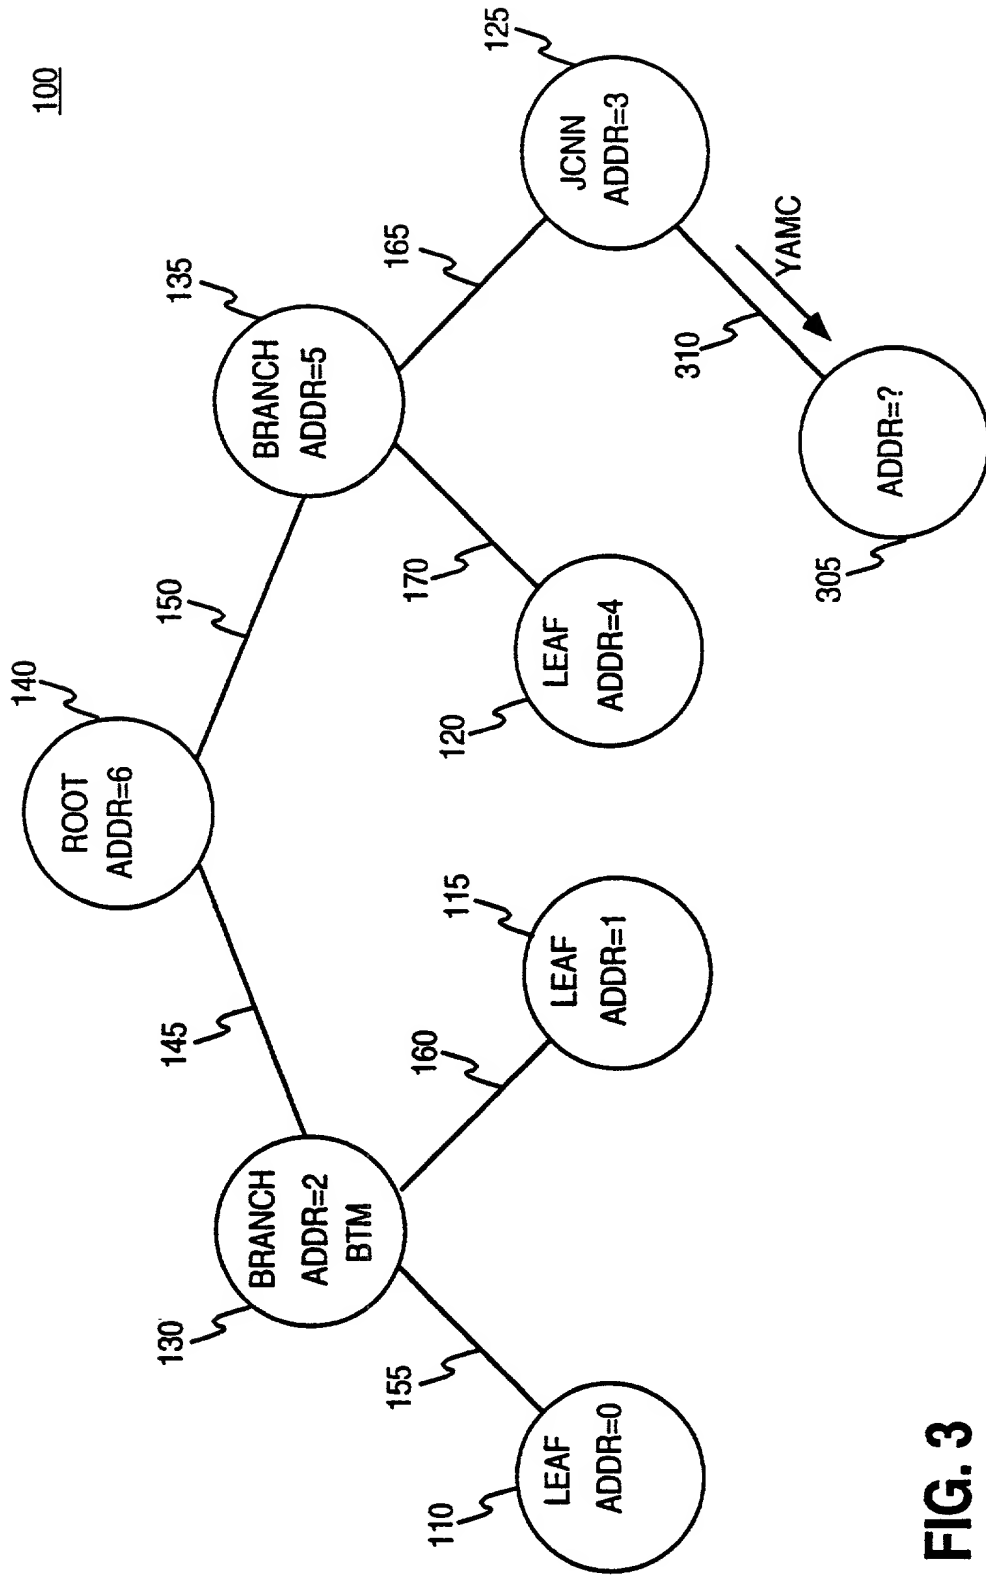 100
140
ROOT
ADDR=6
145
150
130
BRANCH
ADDR=2
BTM
135
BRANCH
ADDR=5
155
160
170
165
110
LEAF
ADDR=0
115
LEAF
ADDR=1
120
LEAF
ADDR=4
125
JCNN
ADDR=3
310
YAMC
305
ADDR=?
FIG. 3